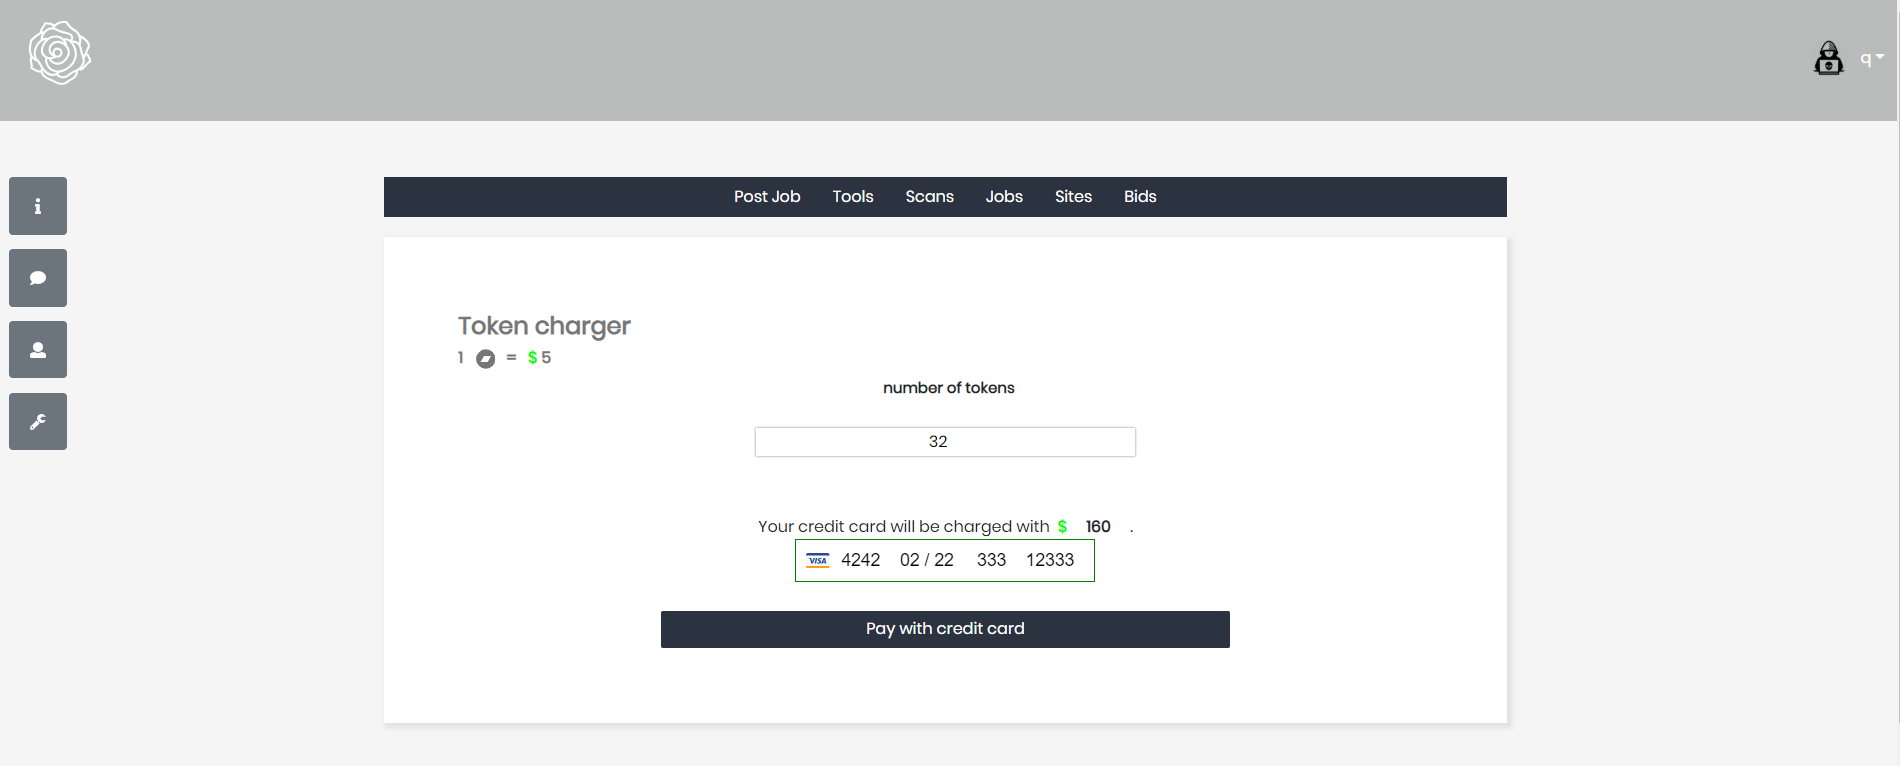 q
Post Job Tools Scans Jobs Sites Bids
Token charger
1 = $ 5
number of tokens
32
Your credit card will be charged with $ 160 .
VISA 4242 02 / 22 333 12333
Pay with credit card